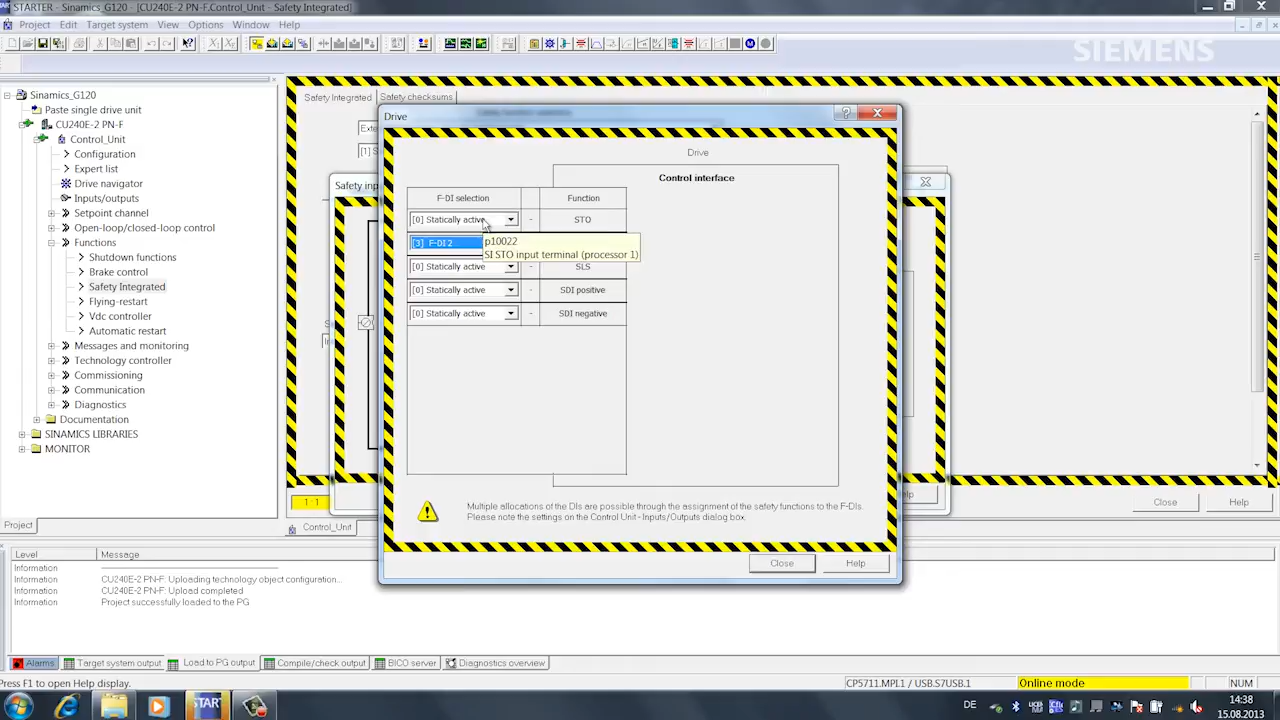 STARTER - Sinamics_G120 - [CU240E-2 PN-F.Control_Unit - Safety Integrated]
Project Edit Target system View Options Window Help
SIEMENS
Sinamics_G120
Paste single drive unit
CU240E-2 PN-F
Control_Unit
Configuration
Expert list
Drive navigator
Inputs/outputs
Setpoint channel
Open-loop/closed-loop control
Functions
Shutdown functions
Brake control
Safety Integrated
Flying-restart
Vdc controller
Automatic restart
Messages and monitoring
Technology controller
Commissioning
Communication
Diagnostics
Documentation
SINAMICS LIBRARIES
MONITOR
Project
Safety Integrated Safety checksums
Safety inp
Drive
Drive
Control interface
F-DI selection Function
[0] Statically active - STO
[3] F-DI 2
p10022
SI STO input terminal (processor 1)
[0] Statically active - SLS
[0] Statically active - SDI positive
[0] Statically active - SDI negative
Multiple allocations of the DIs are possible through the assignment of the safety functions to the F-DIs.
Please note the settings on the Control Unit-Inputs/Outputs dialog box.
Close Help
1 : 1
Close Help
Control_Unit
Level Message
Information
Information CU240E-2 PN-F: Uploading technology object configuration...
Information CU240E-2 PN-F: Upload completed
Information Project successfully loaded to the PG
Alarms Target system output Load to PG output Compile/check output BICO server Diagnostics overview
Press F1 to open Help display. CP5711.MPI.1 / USB.S7USB.1 Online mode NUM
START
DE
14:38
15.08.2013